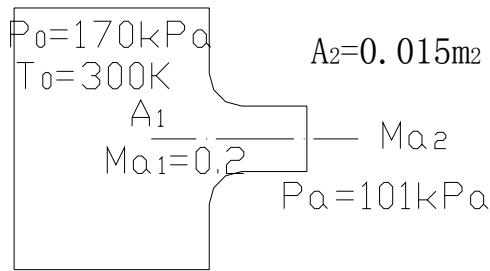 P₀=170kPa
T₀=300K
A₂=0.015m₂
A₁
Ma₁=0.2
Ma₂
Pa=101kPa